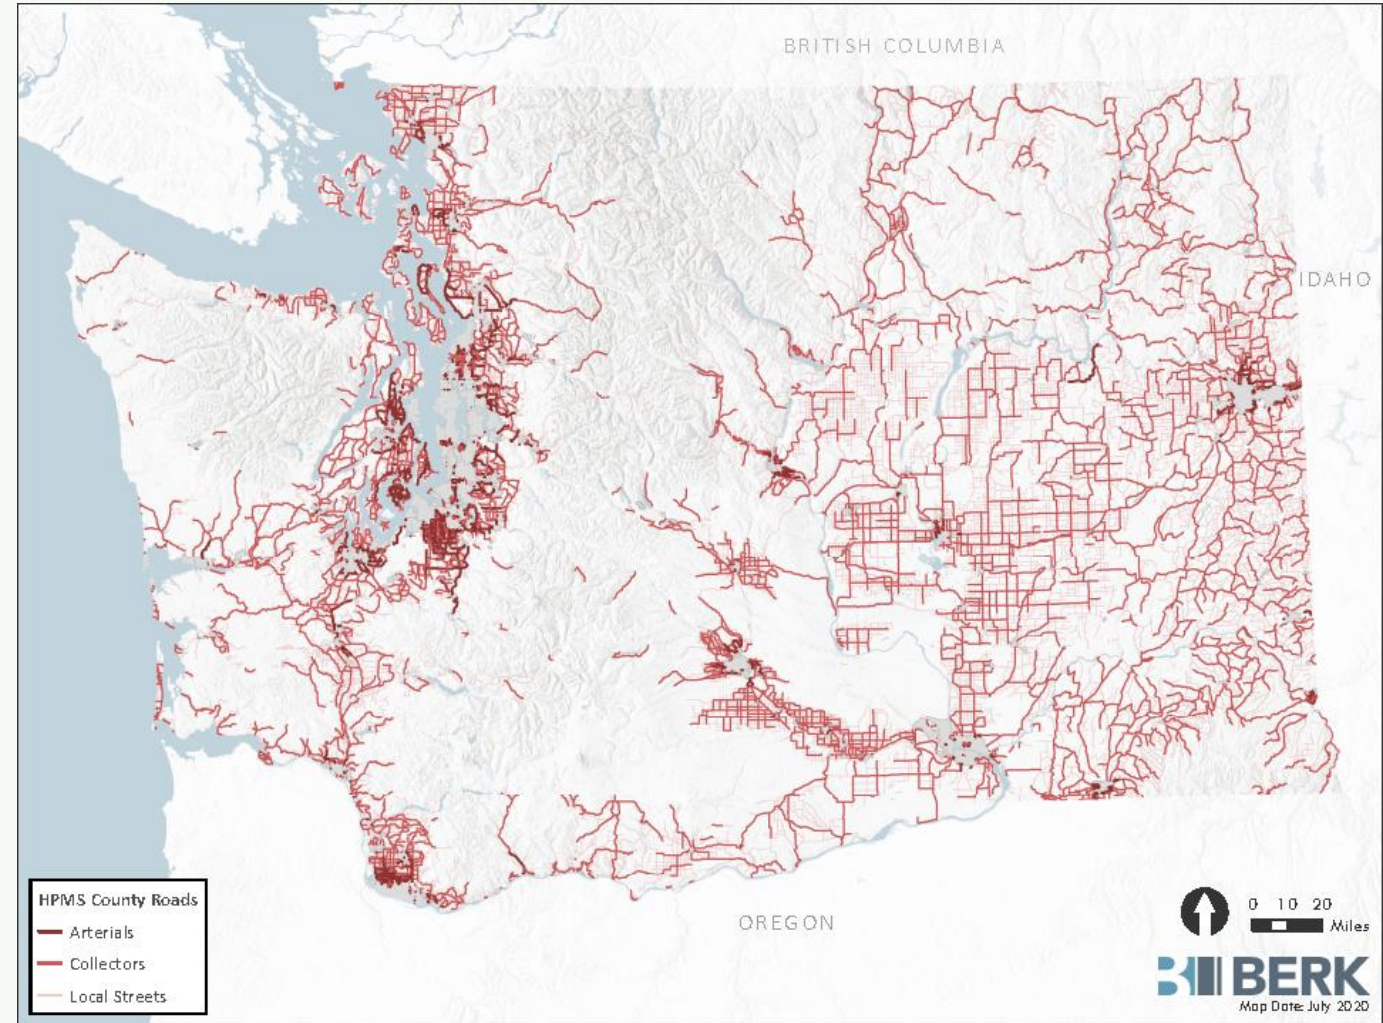 BRITISH COLUMBIA
IDAHO
OREGON
HPMS County Roads
Arterials
Collectors
Local Streets
0 10 20
Miles
BERK
Map Date: July 2020